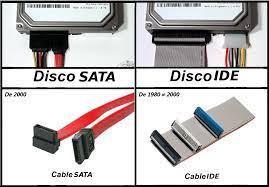 Disco SATA
Disco IDE
De 2000
De 1980 a 2000
Cable SATA
Cable IDE